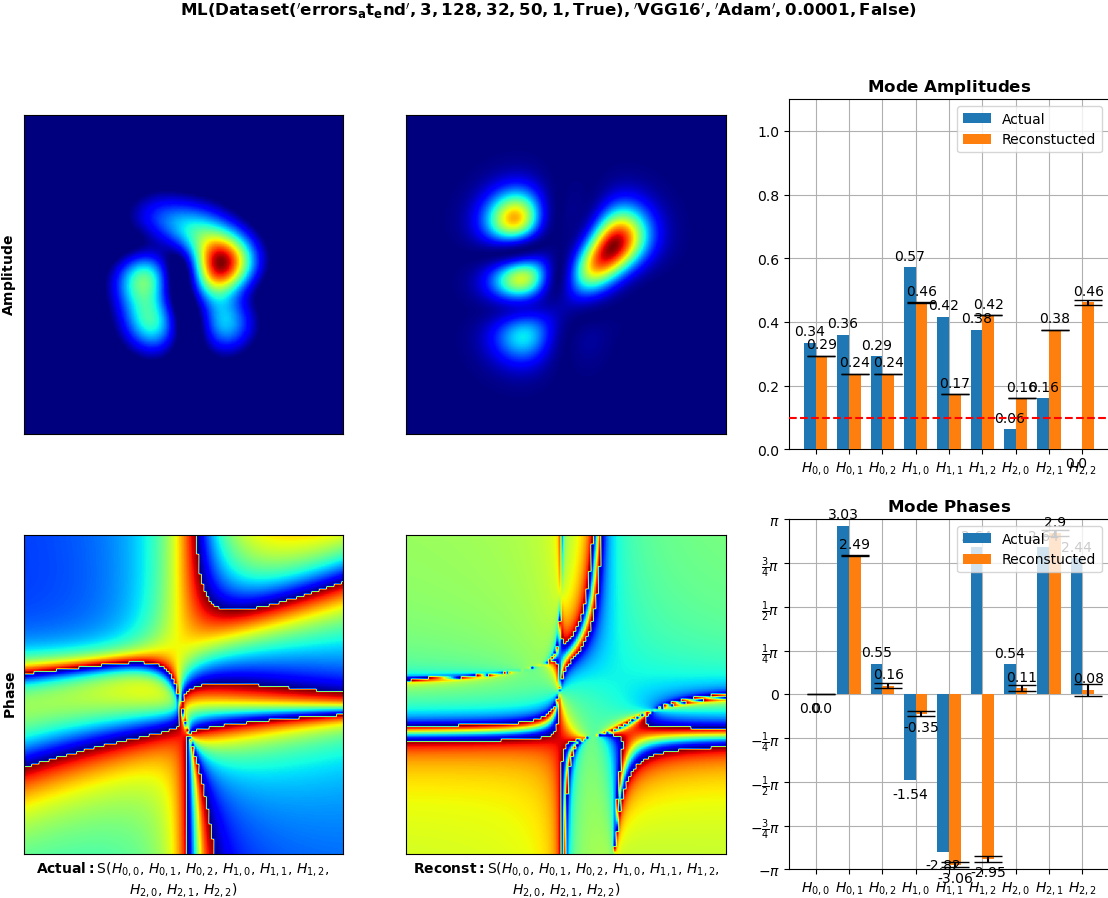 ML(Dataset('errors_at_end', 3, 128, 32, 50, 1, True), 'VGG16', 'Adam', 0.0001, False)
Amplitude
Mode Amplitudes
Actual
Reconstucted
1.0
0.8
0.6
0.4
0.2
0.0
0.34
0.29
0.36
0.24
0.29
0.24
0.57
0.46
0.42
0.17
0.38
0.42
0.06
0.16
0.16
0.38
0.0
0.46
H0,0 H0,1 H0,2 H1,0 H1,1 H1,2 H2,0 H2,1 H2,2
Phase
Actual: S(H0,0, H0,1, H0,2, H1,0, H1,1, H1,2,
H2,0, H2,1, H2,2)
Reconst: S(H0,0, H0,1, H0,2, H1,0, H1,1, H1,2,
H2,0, H2,1, H2,2)
Mode Phases
Actual
Reconstucted
π
3/4π
1/2π
1/4π
0
−1/4π
−1/2π
−3/4π
−π
0.0
0.0
3.03
2.49
0.55
0.16
-1.54
-0.35
-2.82
-3.06
-2.95
0.54
0.11
2.9
2.44
0.08
H0,0 H0,1 H0,2 H1,0 H1,1 H1,2 H2,0 H2,1 H2,2